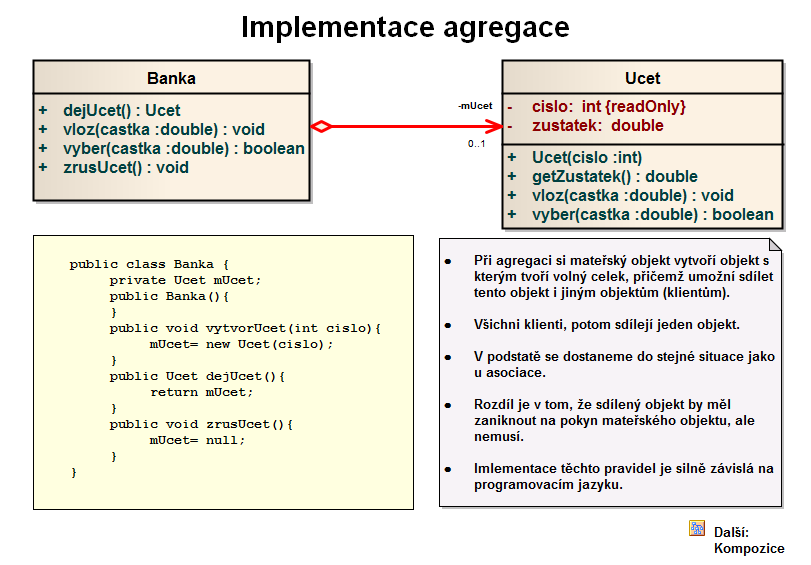 Implementace agregace
Banka
+ dejUcet() : Ucet
+ vloz(castka :double) : void
+ vyber(castka :double) : boolean
+ zrusUcet() : void
-mUcet
0..1
Ucet
- cislo: int {readOnly}
- zustatek: double
+ Ucet(cislo :int)
+ getZustatek() : double
+ vloz(castka :double) : void
+ vyber(castka :double) : boolean
public class Banka {
private Ucet mUcet;
public Banka(){
}
public void vytvorUcet(int cislo){
mUcet= new Ucet(cislo);
}
public Ucet dejUcet(){
return mUcet;
}
public void zrusUcet(){
mUcet= null;
}
}
● Při agregaci si mateřský objekt vytvoří objekt s
kterým tvoří volný celek, přičemž umožní sdílet
tento objekt i jiným objektům (klientům).
● Všichni klienti, potom sdílejí jeden objekt.
● V podstatě se dostaneme do stejné situace jako
u asociace.
● Rozdíl je v tom, že sdílený objekt by měl
zaniknout na pokyn mateřského objektu, ale
nemusí.
● Imlementace těchto pravidel je silně závislá na
programovacím jazyku.
Další:
Kompozice